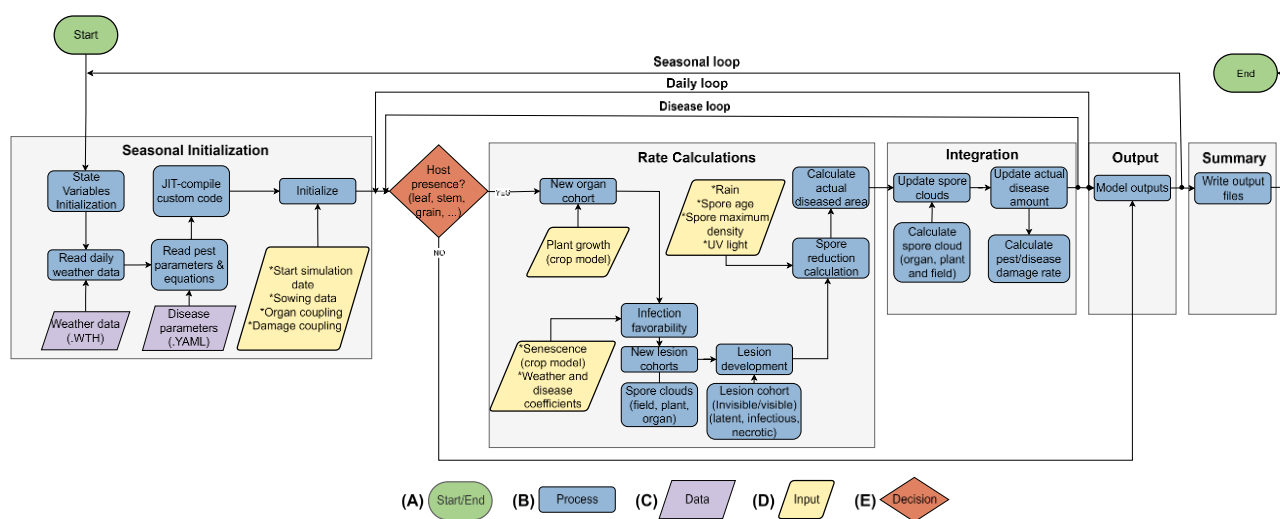 Start
Seasonal loop
End
Daily loop
Disease loop
Seasonal Initialization
State
Variables
Initialization
JIT-compile
custom code
Initialize
Read daily
weather data
Read pest
parameters &
equations
Weather data
(.WTH)
Disease
parameters
(.YAML)
*Start simulation
date
*Sowing data
*Organ coupling
*Damage coupling
Host
presence?
(leaf, stem,
grain, ...)
YES
NO
Rate Calculations
New organ
cohort
Plant growth
(crop model)
*Rain
*Spore age
*Spore maximum
density
*UV light
Calculate
actual
diseased area
Spore
reduction
calculation
Infection
favorability
*Senescence
(crop model)
*Weather and
disease
coefficients
New lesion
cohorts
Lesion
development
Spore clouds
(field, plant,
organ)
Lesion cohort
(Invisible/visible)
(latent, infectious,
necrotic)
Integration
Update spore
clouds
Update actual
disease
amount
Calculate
spore cloud
(organ, plant
and field)
Calculate
pest/disease
damage rate
Output
Model outputs
Summary
Write output
files
(A) Start/End
(B) Process
(C) Data
(D) Input
(E) Decision